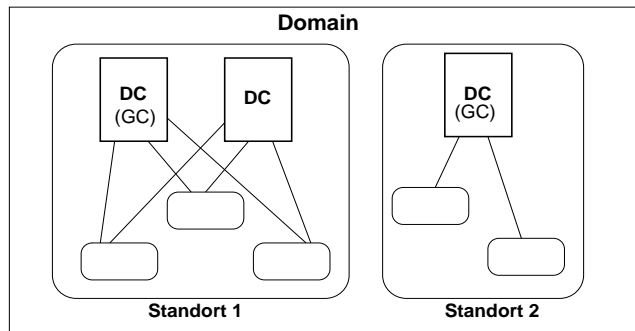 Domain
DC
(GC)
DC
DC
(GC)
Standort 1
Standort 2